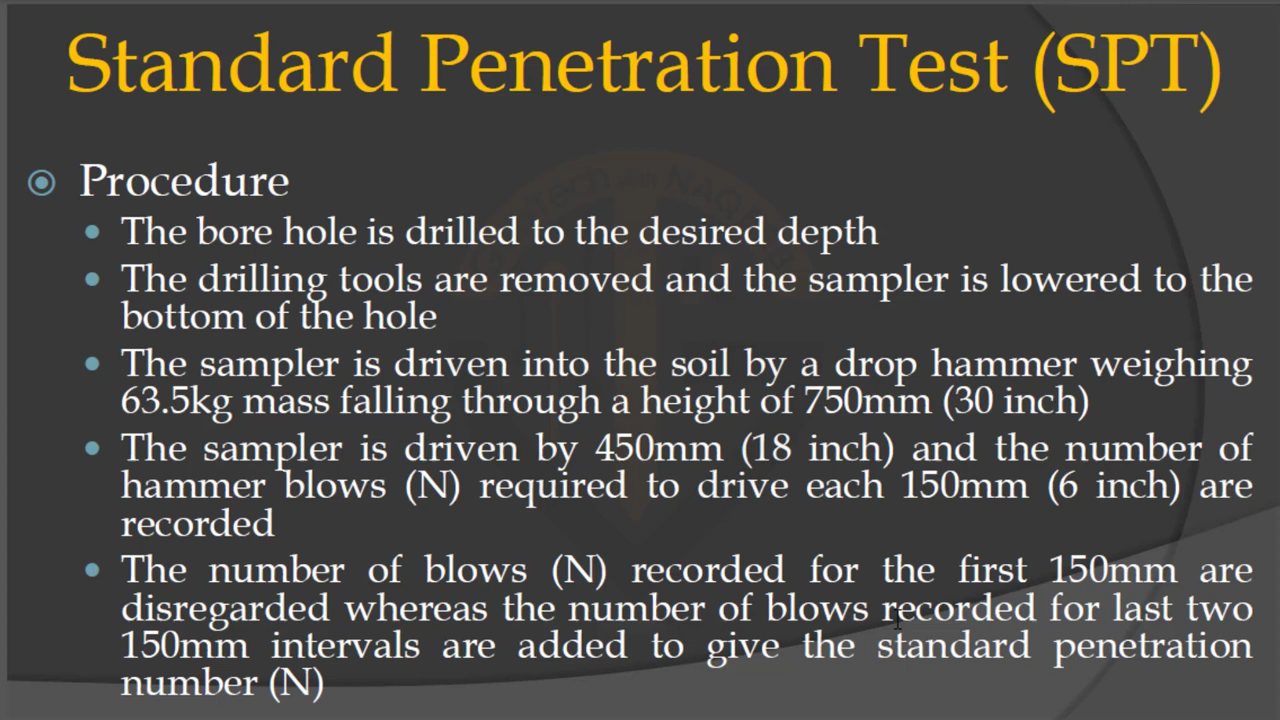 Standard Penetration Test (SPT)
Procedure
The bore hole is drilled to the desired depth
The drilling tools are removed and the sampler is lowered to the
bottom of the hole
The sampler is driven into the soil by a drop hammer weighing
63.5kg mass falling through a height of 750mm (30 inch)
The sampler is driven by 450mm (18 inch) and the number of
hammer blows (N) required to drive each 150mm (6 inch) are
recorded
The number of blows (N) recorded for the first 150mm are
disregarded whereas the number of blows recorded for last two
150mm intervals are added to give the standard penetration
number (N)